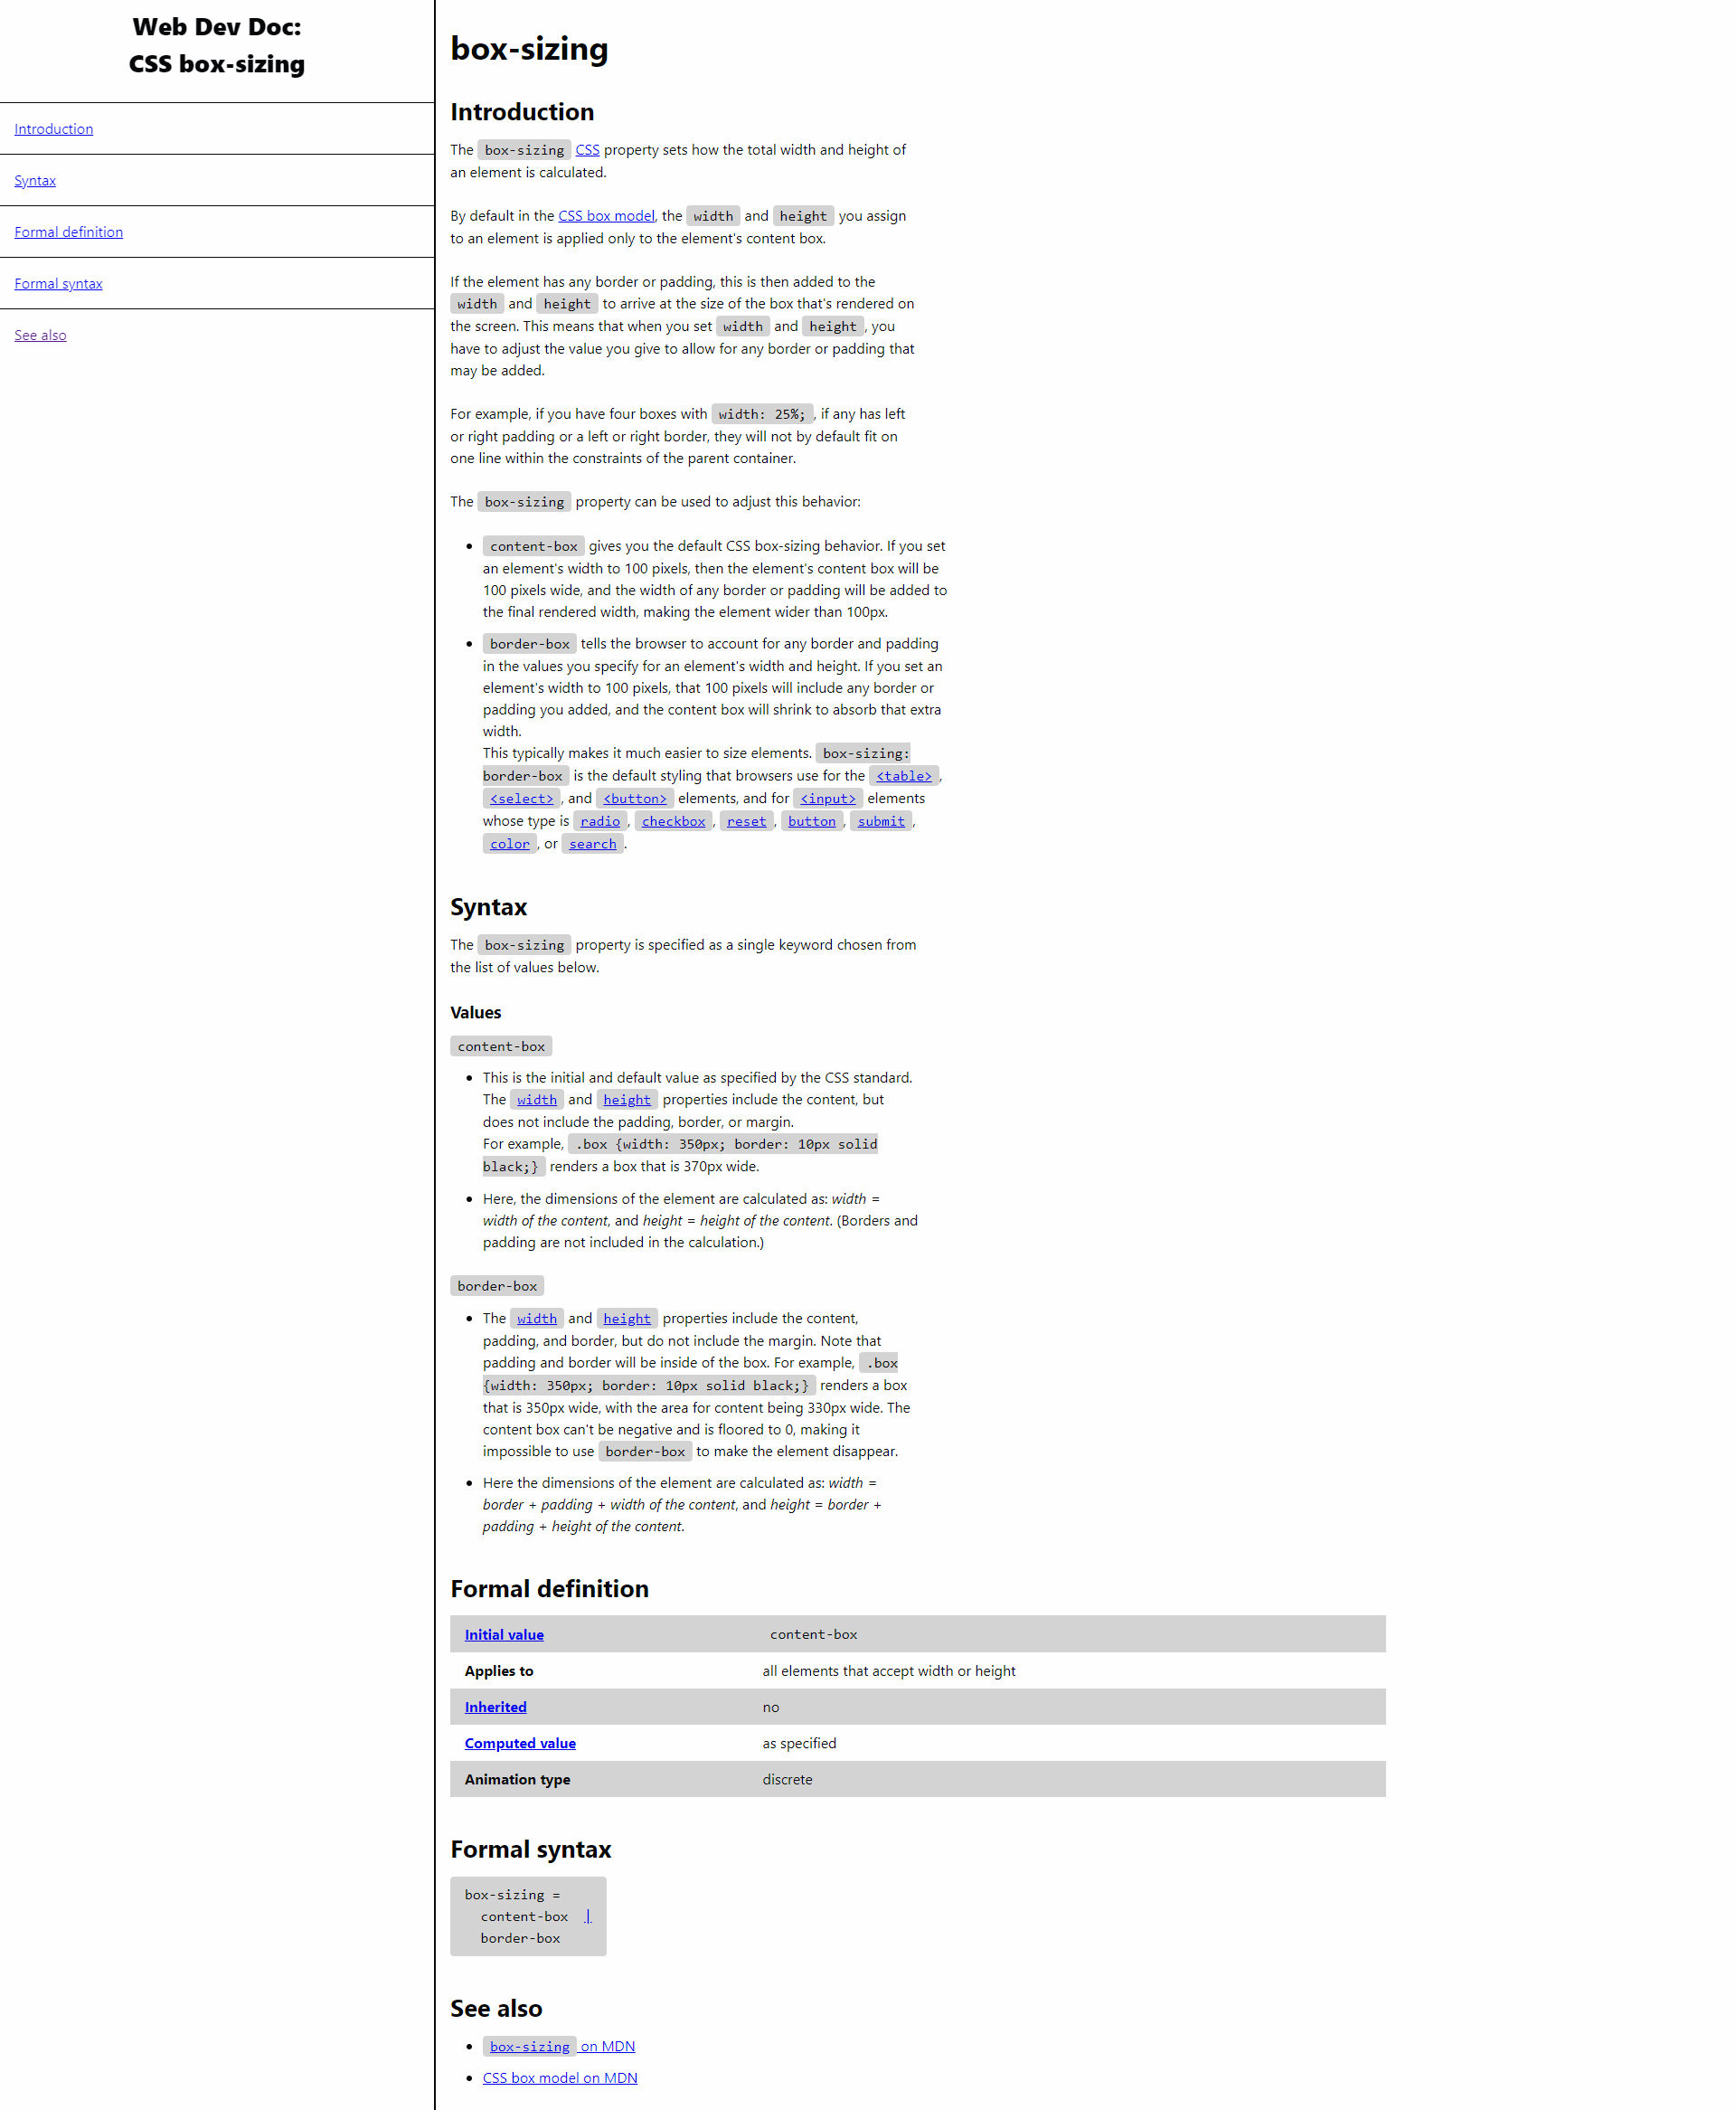 Web Dev Doc:
CSS box-sizing
Introduction
Syntax
Formal definition
Formal syntax
See also
box-sizing
Introduction
The box-sizing CSS property sets how the total width and height of
an element is calculated.
By default in the CSS box model, the width and height you assign
to an element is applied only to the element's content box.
If the element has any border or padding, this is then added to the
width and height to arrive at the size of the box that's rendered on
the screen. This means that when you set width and height, you
have to adjust the value you give to allow for any border or padding that
may be added.
For example, if you have four boxes with width: 25%;, if any has left
or right padding or a left or right border, they will not by default fit on
one line within the constraints of the parent container.
The box-sizing property can be used to adjust this behavior:
• content-box gives you the default CSS box-sizing behavior. If you set
an element's width to 100 pixels, then the element's content box will be
100 pixels wide, and the width of any border or padding will be added to
the final rendered width, making the element wider than 100px.
• border-box tells the browser to account for any border and padding
in the values you specify for an element's width and height. If you set an
element's width to 100 pixels, that 100 pixels will include any border or
padding you added, and the content box will shrink to absorb that extra
width.
This typically makes it much easier to size elements. box-sizing:
border-box is the default styling that browsers use for the <table>,
<select>, and <button> elements, and for <input> elements
whose type is radio, checkbox, reset, button, submit,
color, or search.
Syntax
The box-sizing property is specified as a single keyword chosen from
the list of values below.
Values
content-box
• This is the initial and default value as specified by the CSS standard.
The width and height properties include the content, but
does not include the padding, border, or margin.
For example, .box {width: 350px; border: 10px solid
black;} renders a box that is 370px wide.
• Here, the dimensions of the element are calculated as: width =
width of the content, and height = height of the content. (Borders and
padding are not included in the calculation.)
border-box
• The width and height properties include the content,
padding, and border, but do not include the margin. Note that
padding and border will be inside of the box. For example, .box
{width: 350px; border: 10px solid black;} renders a box
that is 350px wide, with the area for content being 330px wide. The
content box can't be negative and is floored to 0, making it
impossible to use border-box to make the element disappear.
• Here the dimensions of the element are calculated as: width =
border + padding + width of the content, and height = border +
padding + height of the content.
Formal definition
Initial value content-box
Applies to all elements that accept width or height
Inherited no
Computed value as specified
Animation type discrete
Formal syntax
box-sizing =
content-box |
border-box
See also
• box-sizing on MDN
• CSS box model on MDN